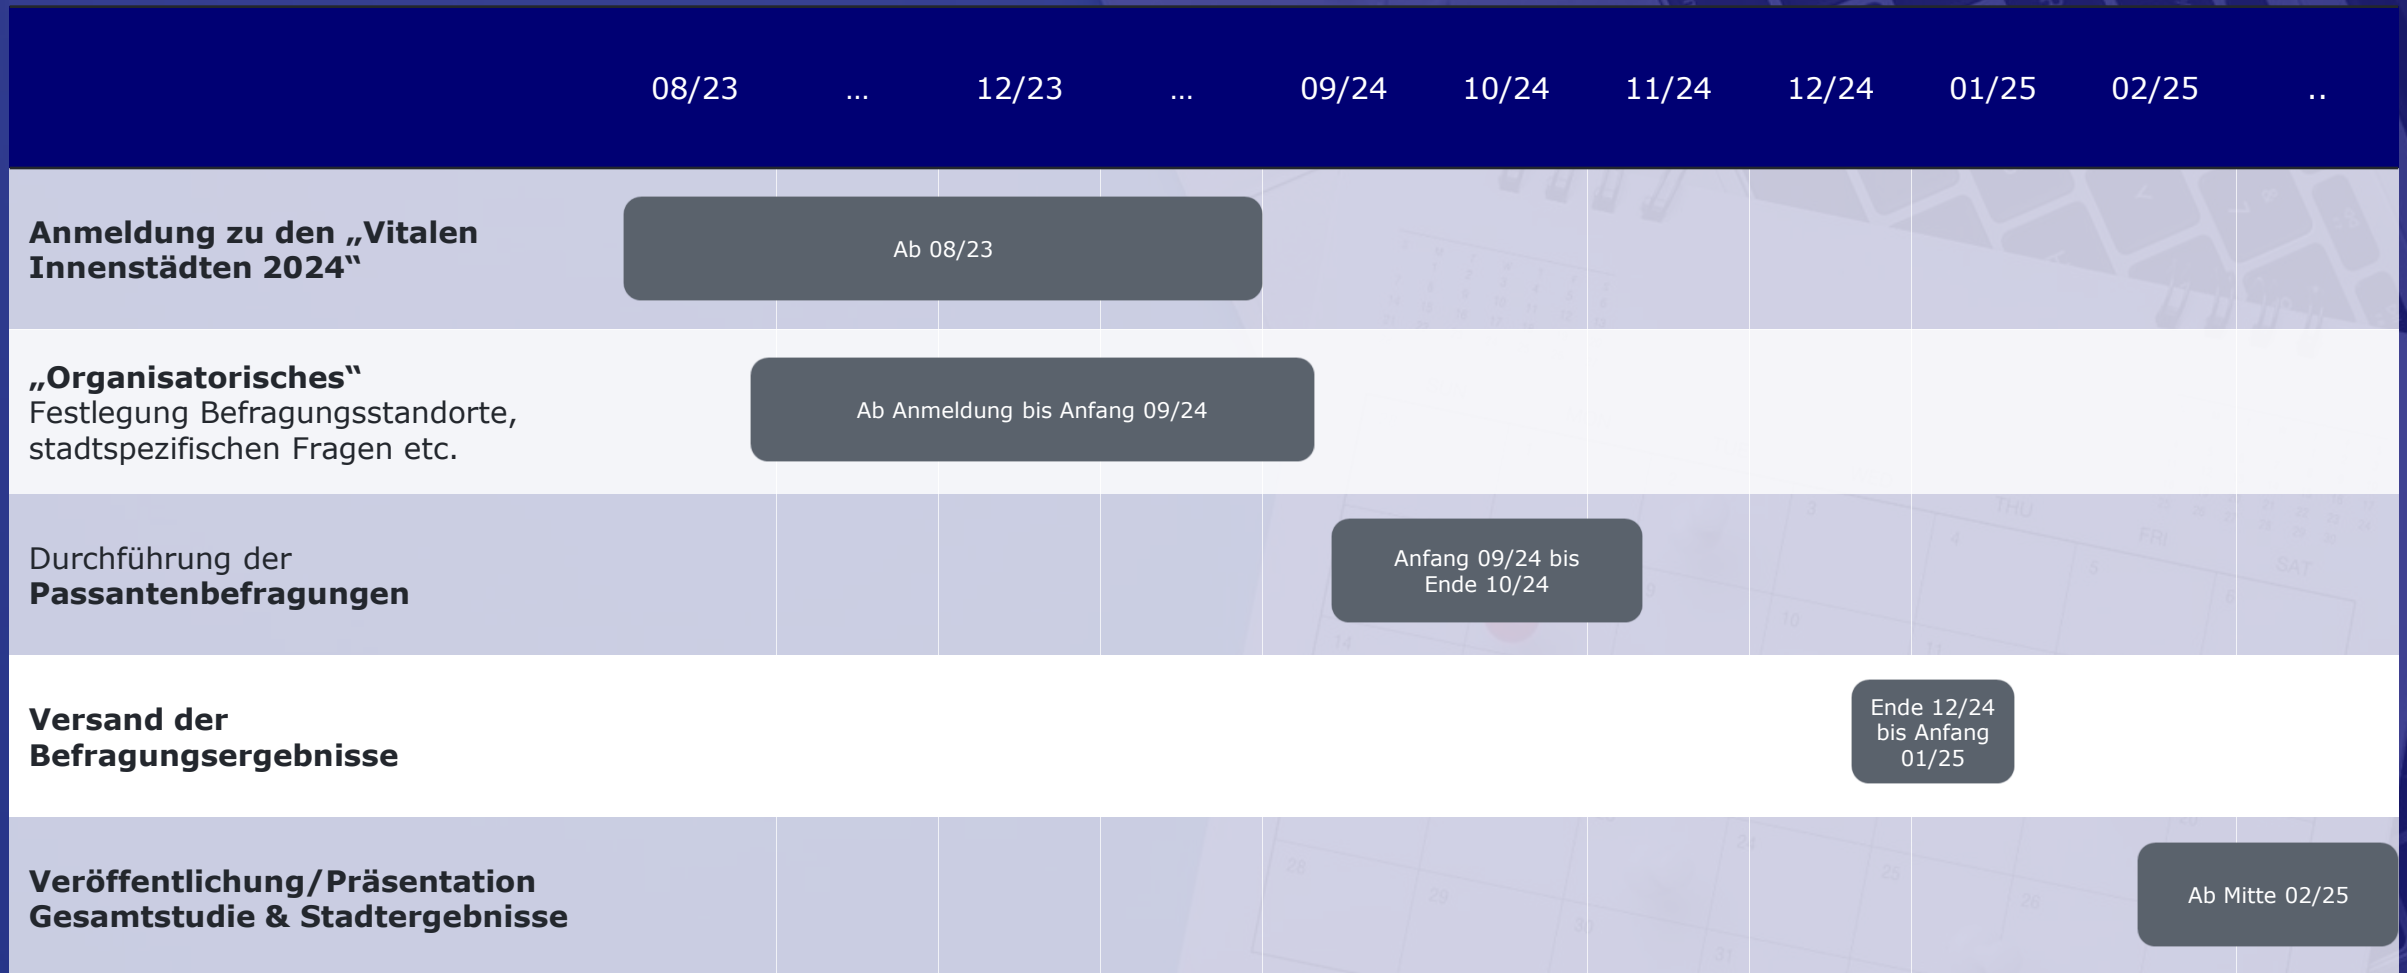 08/23 … 12/23 … 09/24 10/24 11/24 12/24 01/25 02/25 ..
Anmeldung zu den „Vitalen
Innenstädten 2024“
Ab 08/23
„Organisatorisches“
Festlegung Befragungsstandorte,
stadtspezifischen Fragen etc.
Ab Anmeldung bis Anfang 09/24
Durchführung der
Passantenbefragungen
Anfang 09/24 bis
Ende 10/24
Versand der
Befragungsergebnisse
Ende 12/24
bis Anfang
01/25
Veröffentlichung/Präsentation
Gesamtstudie & Stadtergebnisse
Ab Mitte 02/25